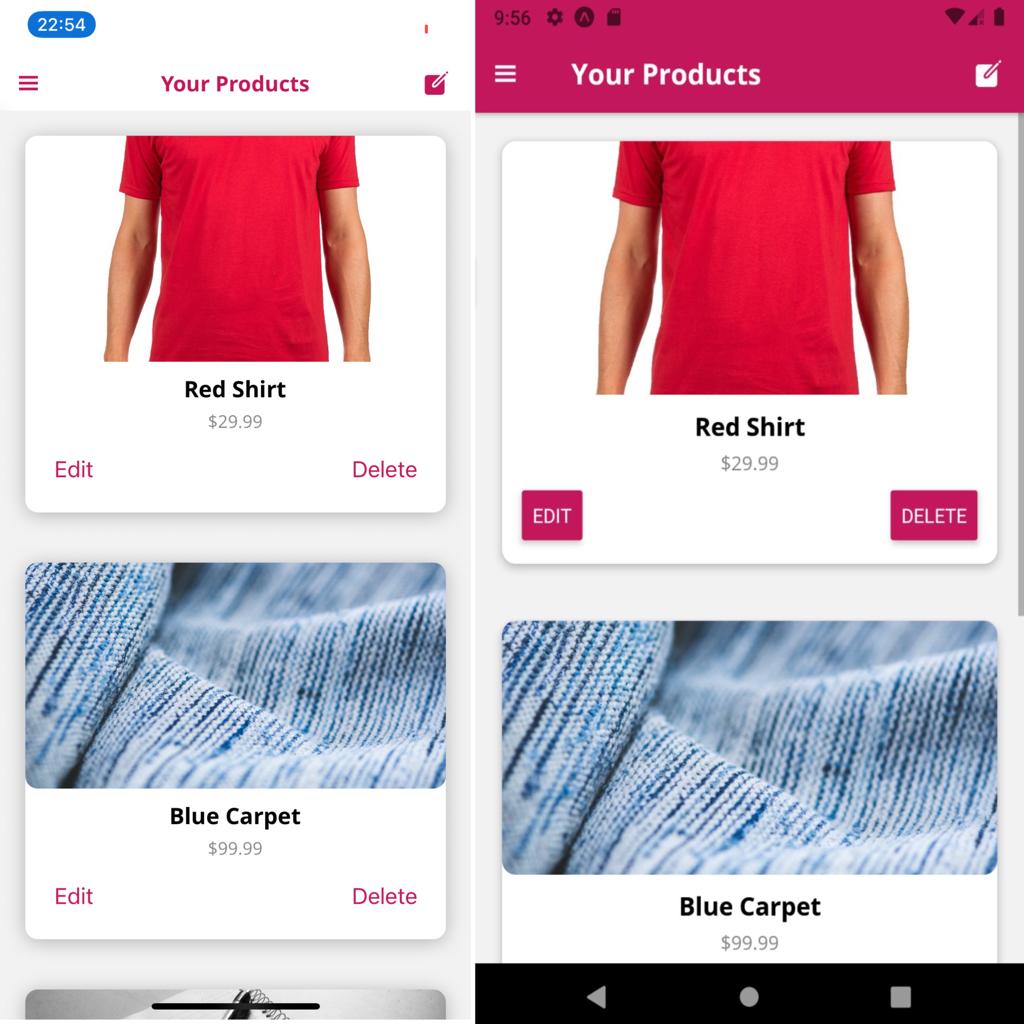 22:54
Your Products
Red Shirt
$29.99
Edit Delete
Blue Carpet
$99.99
Edit Delete
9:56
Your Products
Red Shirt
$29.99
EDIT DELETE
Blue Carpet
$99.99